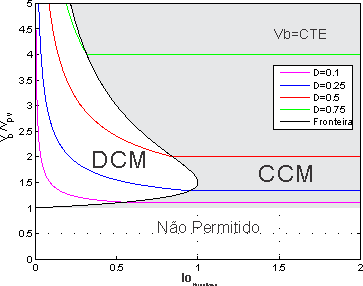 5
4.5
4
3.5
3
2.5
2
1.5
1
0.5
0
Vb=CTE
D=0.1
D=0.25
D=0.5
D=0.75
Fronteira
DCM
CCM
Não Permitido
0
0.5
1
1.5
2
Io